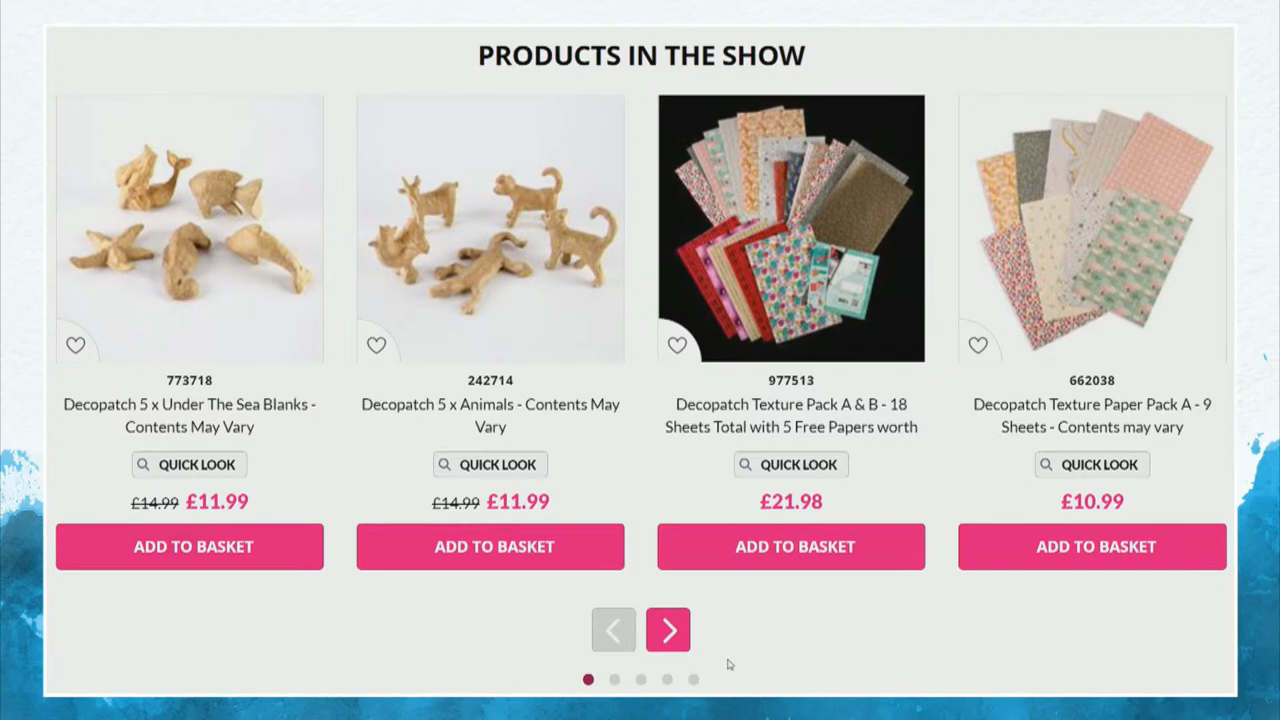 PRODUCTS IN THE SHOW
773718
Decopatch 5 x Under The Sea Blanks -
Contents May Vary
QUICK LOOK
£14.99 £11.99
ADD TO BASKET
242714
Decopatch 5 x Animals - Contents May
Vary
QUICK LOOK
£14.99 £11.99
ADD TO BASKET
977513
Decopatch Texture Pack A & B - 18
Sheets Total with 5 Free Papers worth
QUICK LOOK
£21.98
ADD TO BASKET
662038
Decopatch Texture Paper Pack A - 9
Sheets - Contents may vary
QUICK LOOK
£10.99
ADD TO BASKET